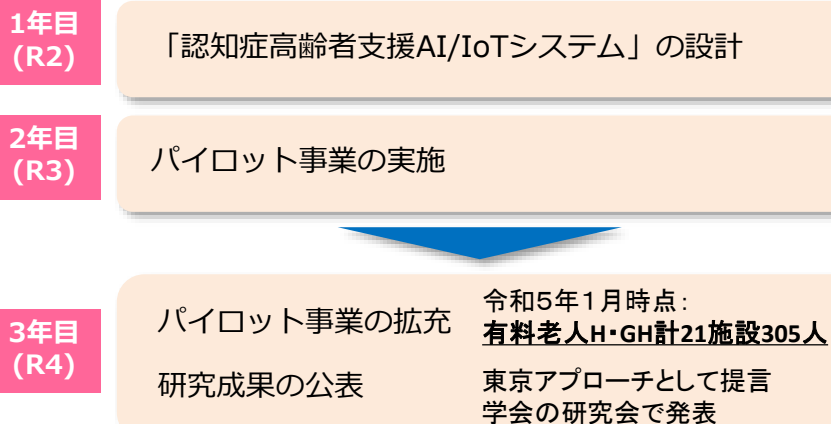 1年目
(R2)
「認知症高齢者支援AI/IoTシステム」の設計
2年目
(R3)
パイロット事業の実施
3年目
(R4)
パイロット事業の拡充
令和5年1月時点:
有料老人H・GH計21施設305人
研究成果の公表
東京アプローチとして提言
学会の研究会で発表